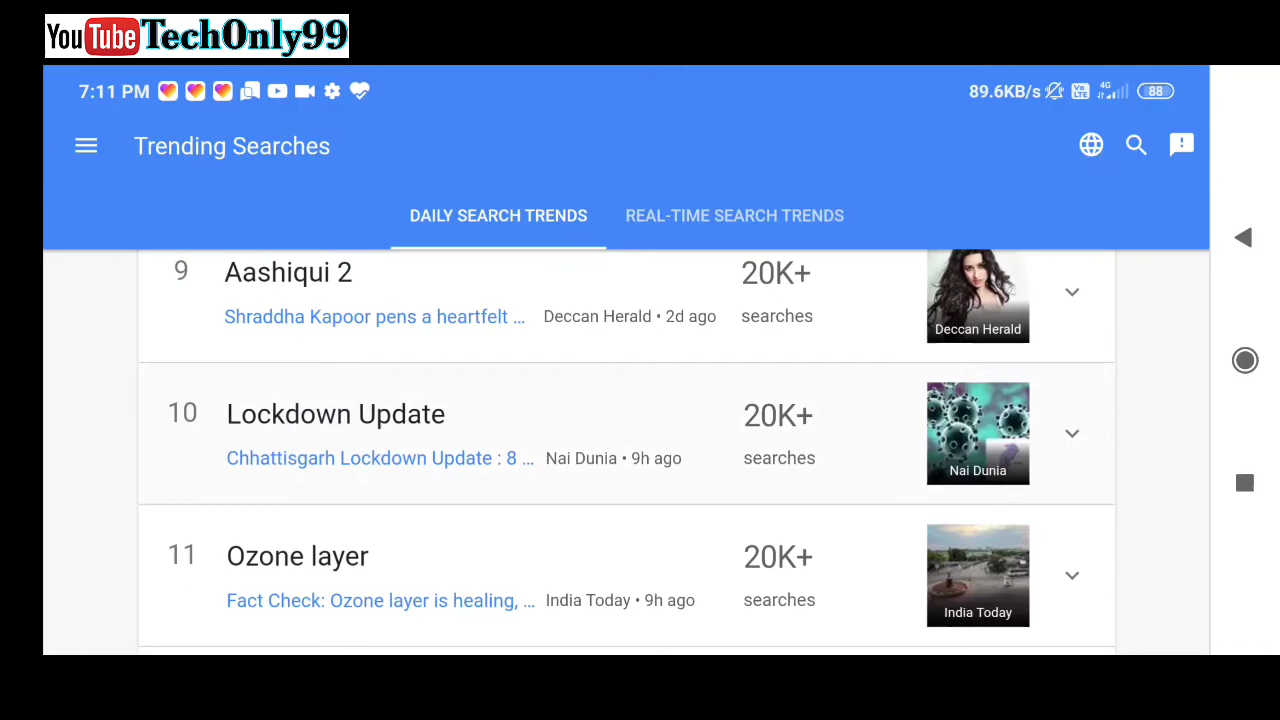 YouTube TechOnly99
7:11 PM 89.6KB/s Vo LTE 4G 88
Trending Searches
DAILY SEARCH TRENDS REAL-TIME SEARCH TRENDS
9 Aashiqui 2 20K+
Shraddha Kapoor pens a heartfelt ... Deccan Herald • 2d ago searches
Deccan Herald
10 Lockdown Update 20K+
Chhattisgarh Lockdown Update : 8 ... Nai Dunia • 9h ago searches
Nai Dunia
11 Ozone layer 20K+
Fact Check: Ozone layer is healing, ... India Today • 9h ago searches
India Today